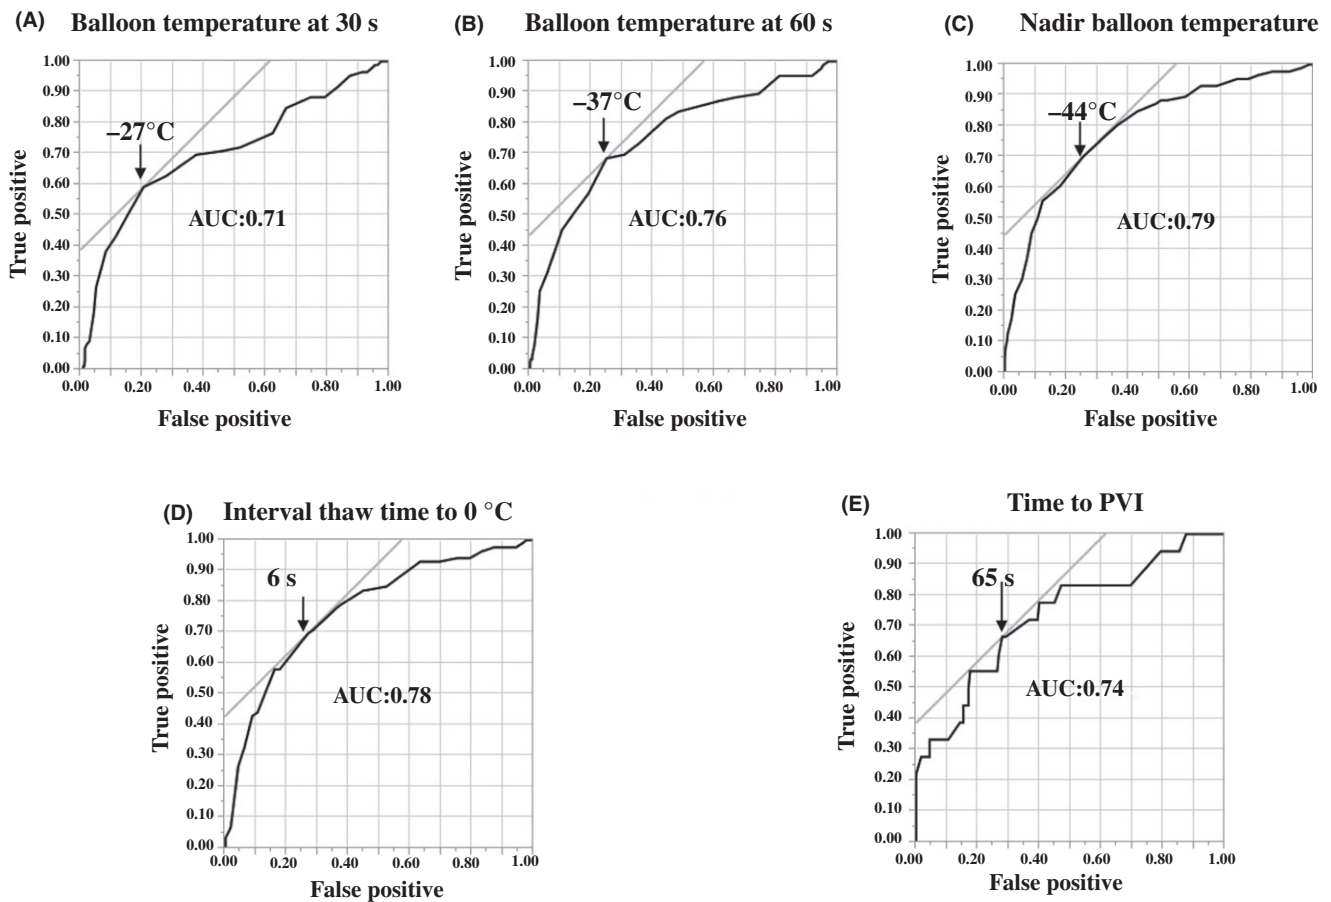 (A) Balloon temperature at 30 s
1.00
0.90
0.80
0.70
0.60
0.50
0.40
0.30
0.20
0.10
0.00
True positive
–27°C
AUC:0.71
0.00 0.20 0.40 0.60 0.80 1.00
False positive
(B) Balloon temperature at 60 s
1.00
0.90
0.80
0.70
0.60
0.50
0.40
0.30
0.20
0.10
0.00
True positive
–37°C
AUC:0.76
0.00 0.20 0.40 0.60 0.80 1.00
False positive
(C) Nadir balloon temperature
1.00
0.90
0.80
0.70
0.60
0.50
0.40
0.30
0.20
0.10
0.00
True positive
–44°C
AUC:0.79
0.00 0.20 0.40 0.60 0.80 1.00
False positive
(D) Interval thaw time to 0 °C
1.00
0.90
0.80
0.70
0.60
0.50
0.40
0.30
0.20
0.10
0.00
True positive
6 s
AUC:0.78
0.00 0.20 0.40 0.60 0.80 1.00
False positive
(E) Time to PVI
1.00
0.90
0.80
0.70
0.60
0.50
0.40
0.30
0.20
0.10
0.00
True positive
65 s
AUC:0.74
0.00 0.20 0.40 0.60 0.80 1.00
False positive